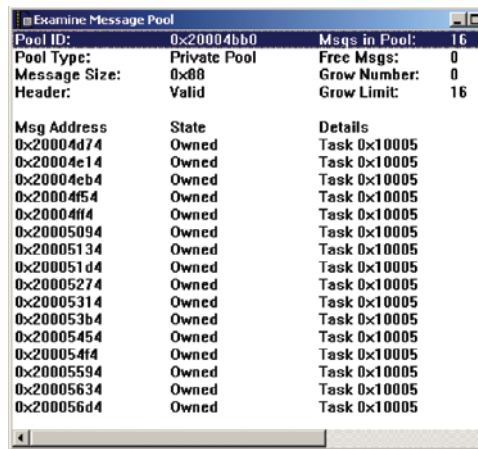 Examine Message Pool
Pool ID: 0x20004bb0 Msgs in Pool: 16
Pool Type: Private Pool Free Msgs: 0
Message Size: 0x88 Grow Number: 0
Header: Valid Grow Limit: 16
Msg Address State Details
0x20004d74 Owned Task 0x10005
0x20004e14 Owned Task 0x10005
0x20004eb4 Owned Task 0x10005
0x20004f54 Owned Task 0x10005
0x20004ff4 Owned Task 0x10005
0x20005094 Owned Task 0x10005
0x20005134 Owned Task 0x10005
0x200051d4 Owned Task 0x10005
0x20005274 Owned Task 0x10005
0x20005314 Owned Task 0x10005
0x200053b4 Owned Task 0x10005
0x20005454 Owned Task 0x10005
0x200054f4 Owned Task 0x10005
0x20005594 Owned Task 0x10005
0x20005634 Owned Task 0x10005
0x200056d4 Owned Task 0x10005